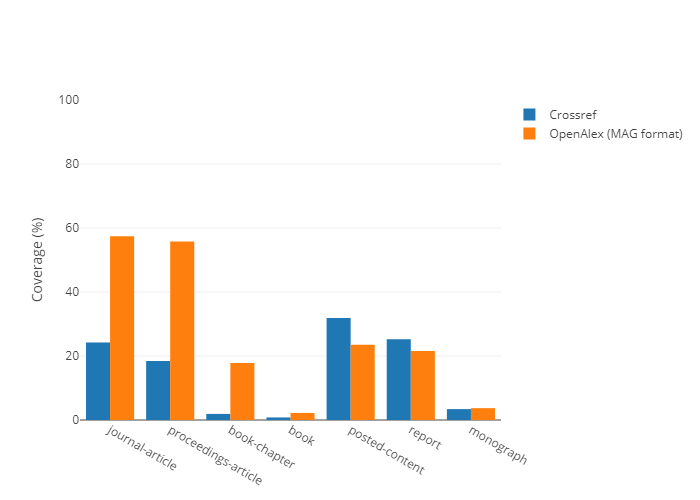 100
80
60
40
20
0
Coverage (%)
journal-article
proceedings-article
book-chapter
book
posted-content
report
monograph
Crossref
OpenAlex (MAG format)